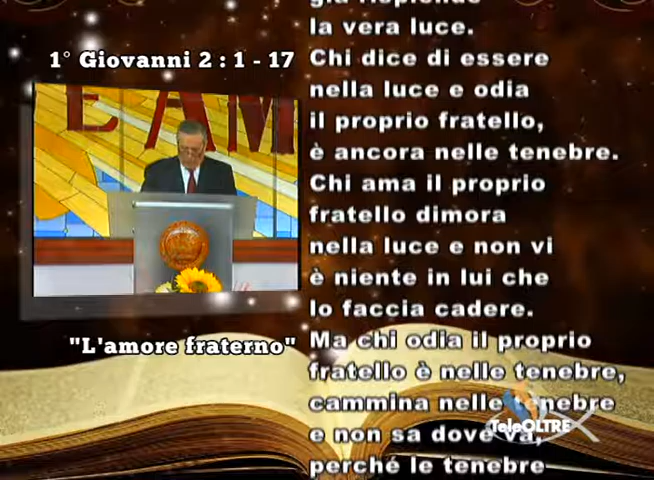 già risplende
la vera luce.
1° Giovanni 2 : 1 - 17
Chi dice di essere
nella luce e odia
il proprio fratello,
è ancora nelle tenebre.
Chi ama il proprio
fratello dimora
nella luce e non vi
è niente in lui che
lo faccia cadere.
"L'amore fraterno"
Ma chi odia il proprio
fratello è nelle tenebre,
cammina nelle tenebre
e non sa dove va,
perché le tenebre
TeleOLTRE